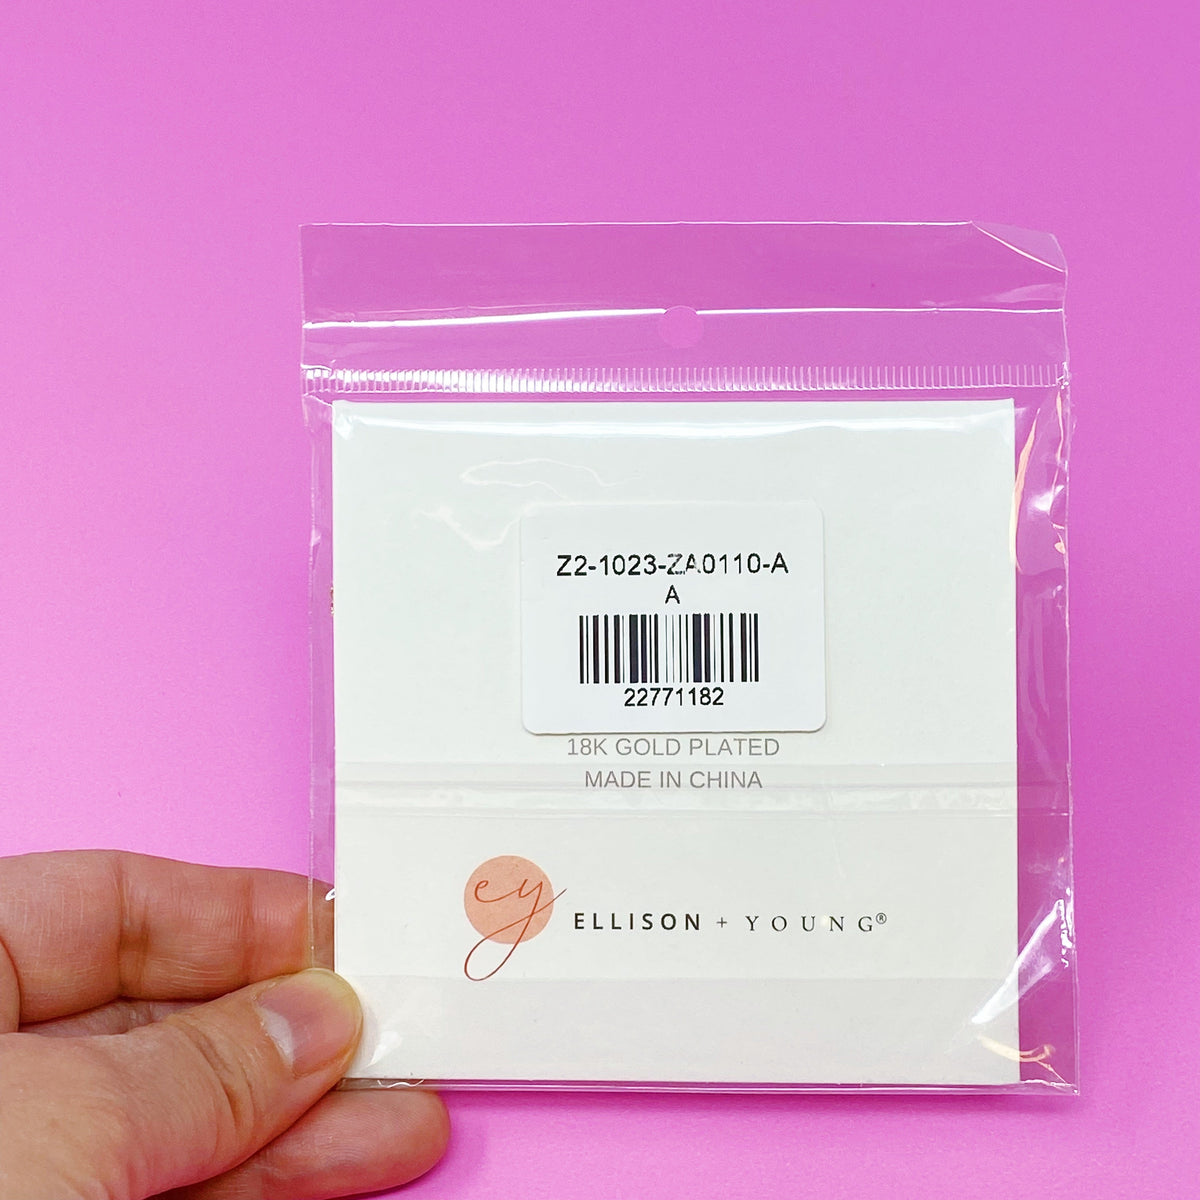 Z2-1023-ZA0110-A
A
22771182
18K GOLD PLATED
MADE IN CHINA
ey
ELLISON + YOUNG®